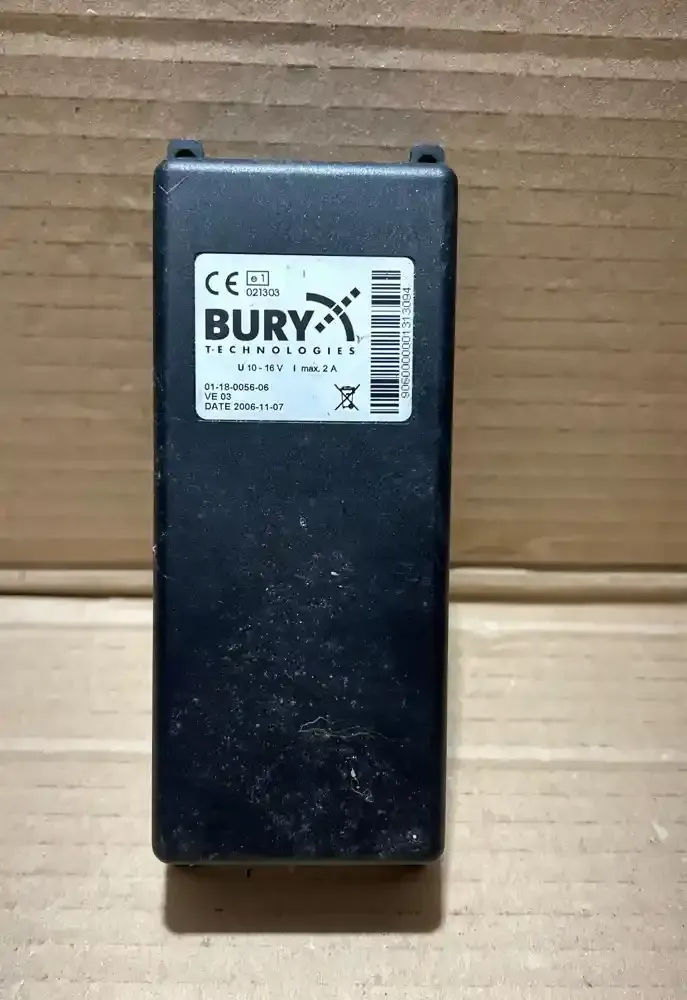 CE e1
021303
BURY
TECHNOLOGIES
U 10 - 16 V I max. 2 A
01-18-0056-06
VE 03
DATE 2006-11-07
9060000001313094